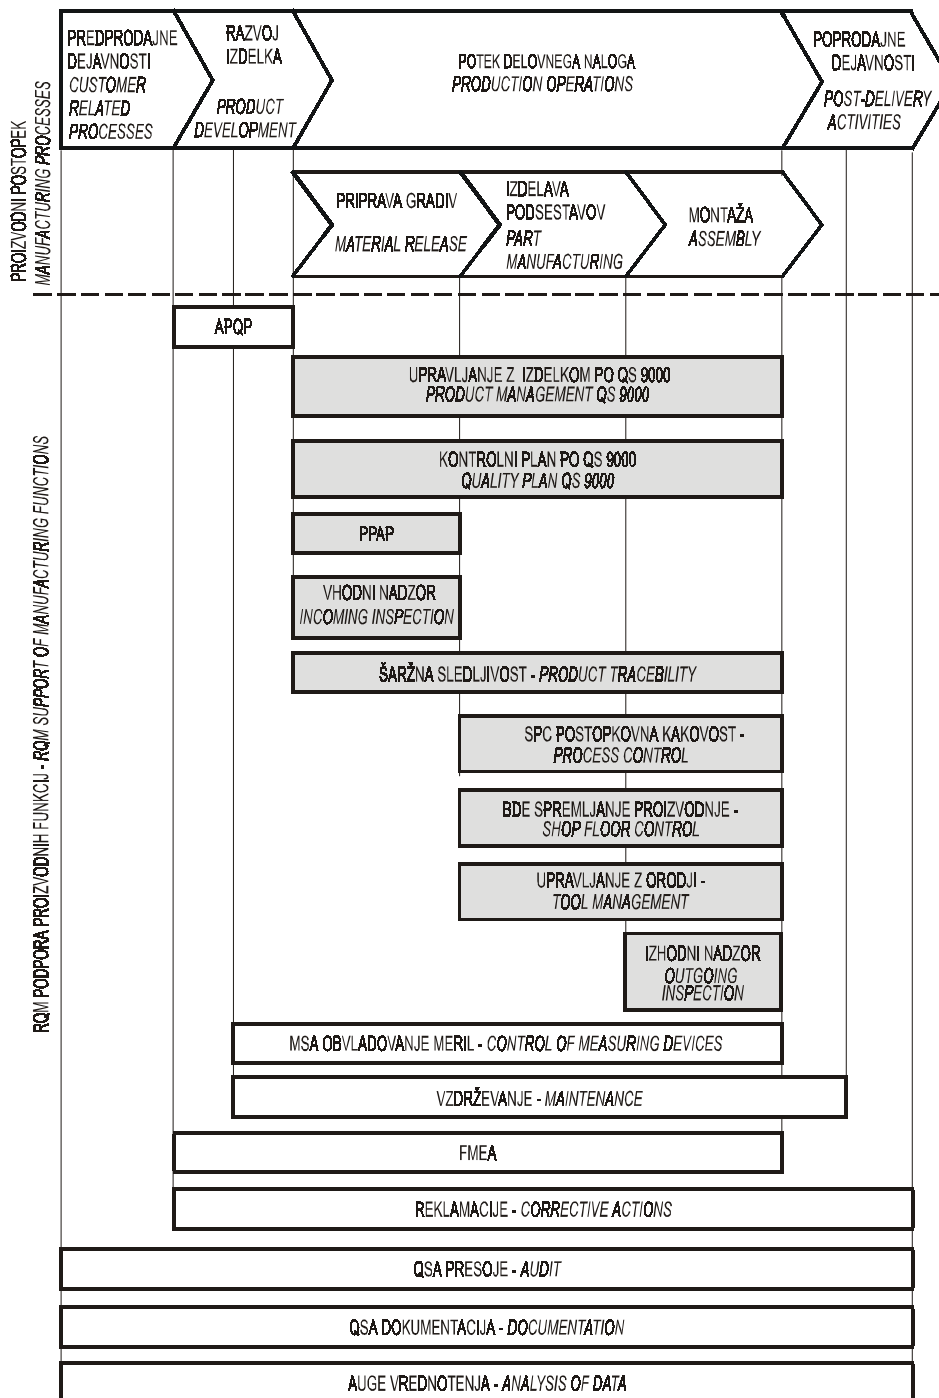 PREDPRODAJNE
DEJAVNOSTI
CUSTOMER
RELATED
PROCESSES
RAZVOJ
IZDELKA
PRODUCT
DEVELOPMENT
POTEK DELOVNEGA NALOGA
PRODUCTION OPERATIONS
POPRODAJNE
DEJAVNOSTI
POST-DELIVERY
ACTIVITIES
PROIZVODNI POSTOPEK
MANUFACTURING PROCESSES
PRIPRAVA GRADIV
MATERIAL RELEASE
IZDELAVA
PODSESTAVOV
PART
MANUFACTURING
MONTAŽA
ASSEMBLY
RQM PODPORA PROIZVODNIH FUNKCIJ - RQM SUPPORT OF MANUFACTURING FUNCTIONS
APQP
UPRAVLJANJE Z IZDELKOM PO QS 9000
PRODUCT MANAGEMENT QS 9000
KONTROLNI PLAN PO QS 9000
QUALITY PLAN QS 9000
PPAP
VHODNI NADZOR
INCOMING INSPECTION
ŠARŽNA SLEDLJIVOST - PRODUCT TRACEBILITY
SPC POSTOPKOVNA KAKOVOST -
PROCESS CONTROL
BDE SPREMLJANJE PROIZVODNJE -
SHOP FLOOR CONTROL
UPRAVLJANJE Z ORODJI -
TOOL MANAGEMENT
IZHODNI NADZOR
OUTGOING
INSPECTION
MSA OBVLADOVANJE MERIL - CONTROL OF MEASURING DEVICES
VZDRŽEVANJE - MAINTENANCE
FMEA
REKLAMACIJE - CORRECTIVE ACTIONS
QSA PRESOJE - AUDIT
QSA DOKUMENTACIJA - DOCUMENTATION
AUGE VREDNOTENJA - ANALYSIS OF DATA